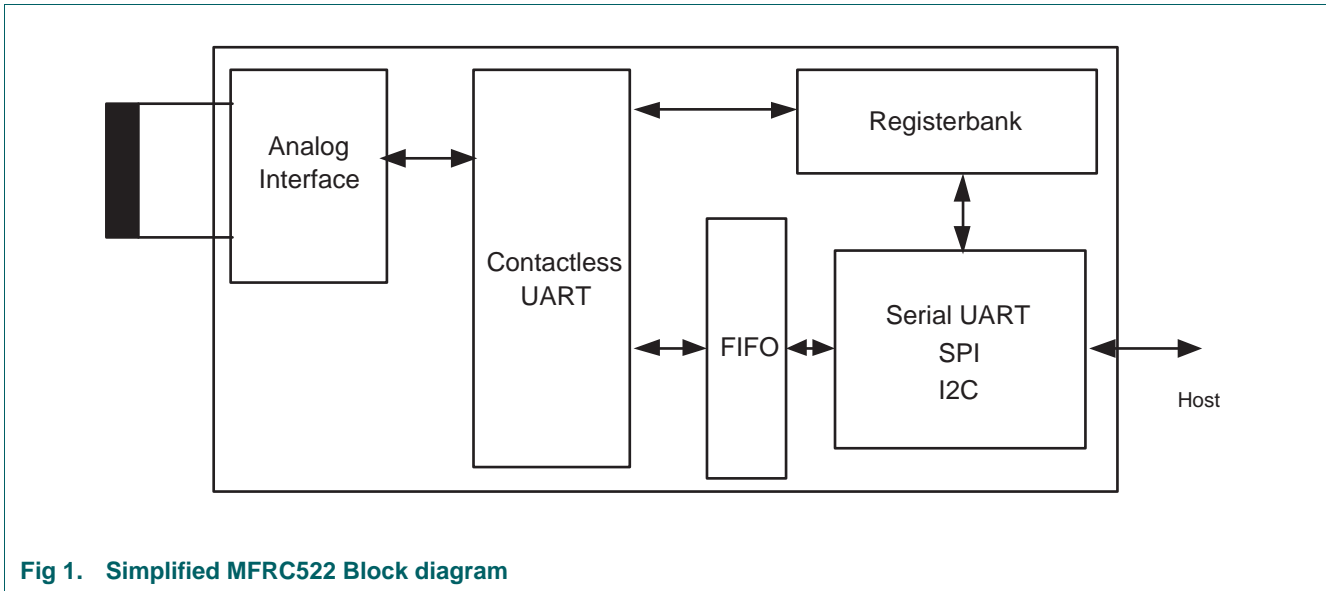 Analog
Interface
Contactless
UART
Registerbank
FIFO
Serial UART
SPI
I2C
Host
Fig 1. Simplified MFRC522 Block diagram